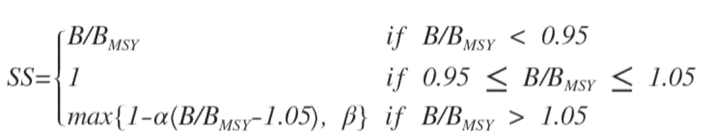 B/B_MSY if B/B_MSY < 0.95
SS= 1 if 0.95 ≤ B/B_MSY ≤ 1.05
max{1-α(B/B_MSY-1.05), β} if B/B_MSY > 1.05